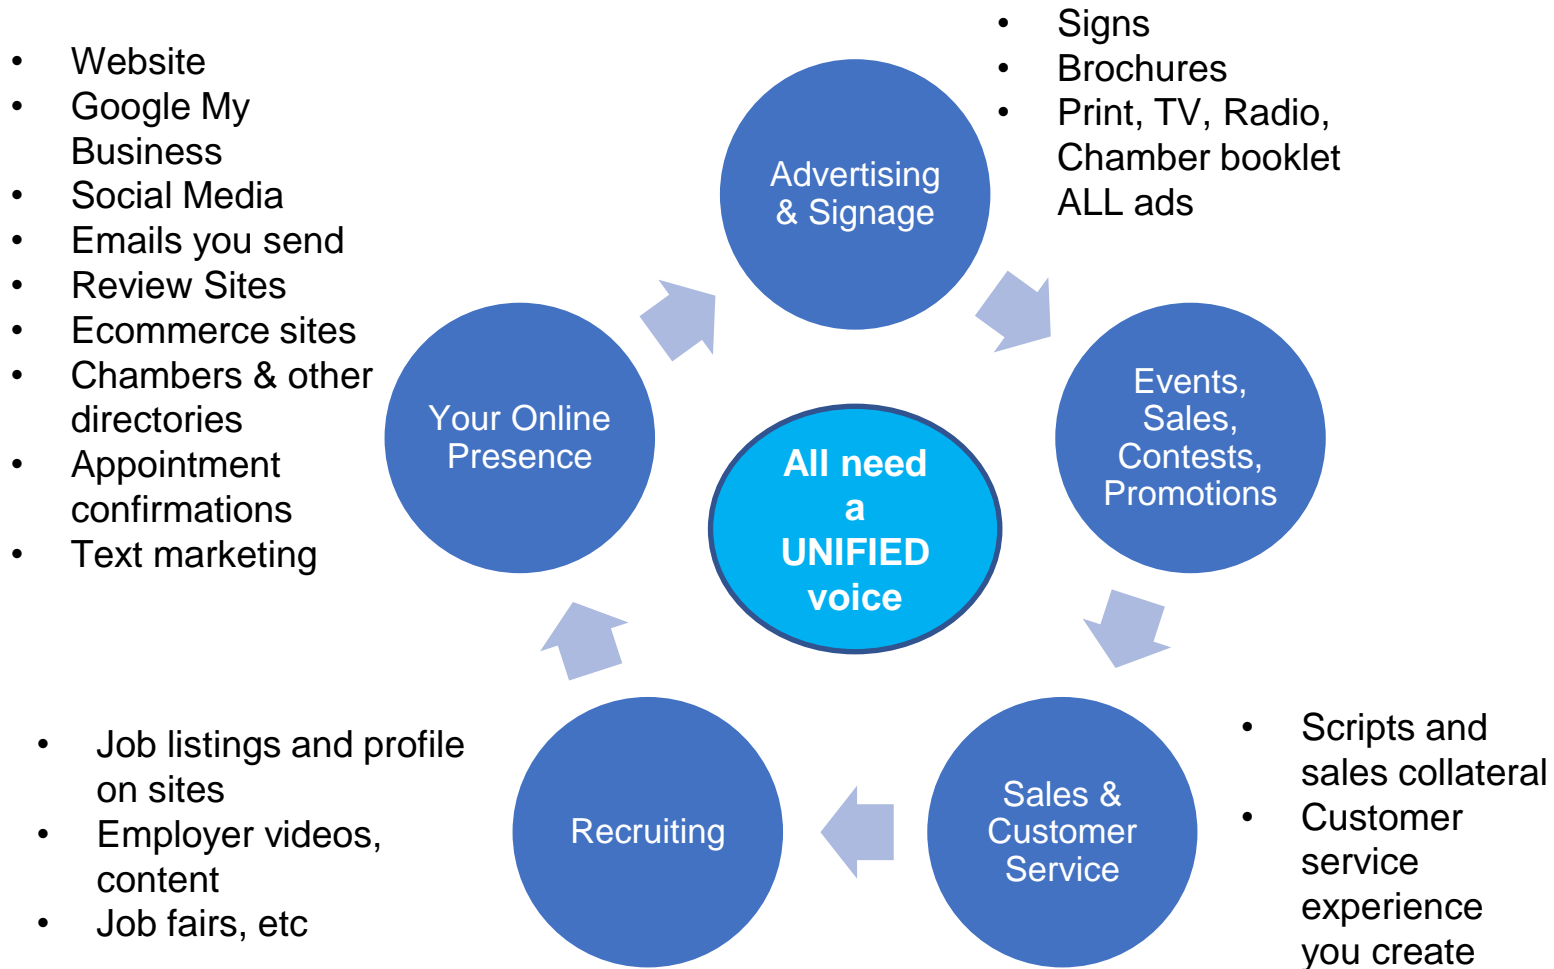 • Website
• Google My
Business
• Social Media
• Emails you send
• Review Sites
• Ecommerce sites
• Chambers & other
directories
• Appointment
confirmations
• Text marketing
Advertising
& Signage
• Signs
• Brochures
• Print, TV, Radio,
Chamber booklet
ALL ads
Your Online
Presence
All need
a
UNIFIED
voice
Events,
Sales,
Contests,
Promotions
• Job listings and profile
on sites
• Employer videos,
content
• Job fairs, etc
Recruiting
Sales &
Customer
Service
• Scripts and
sales collateral
• Customer
service
experience
you create